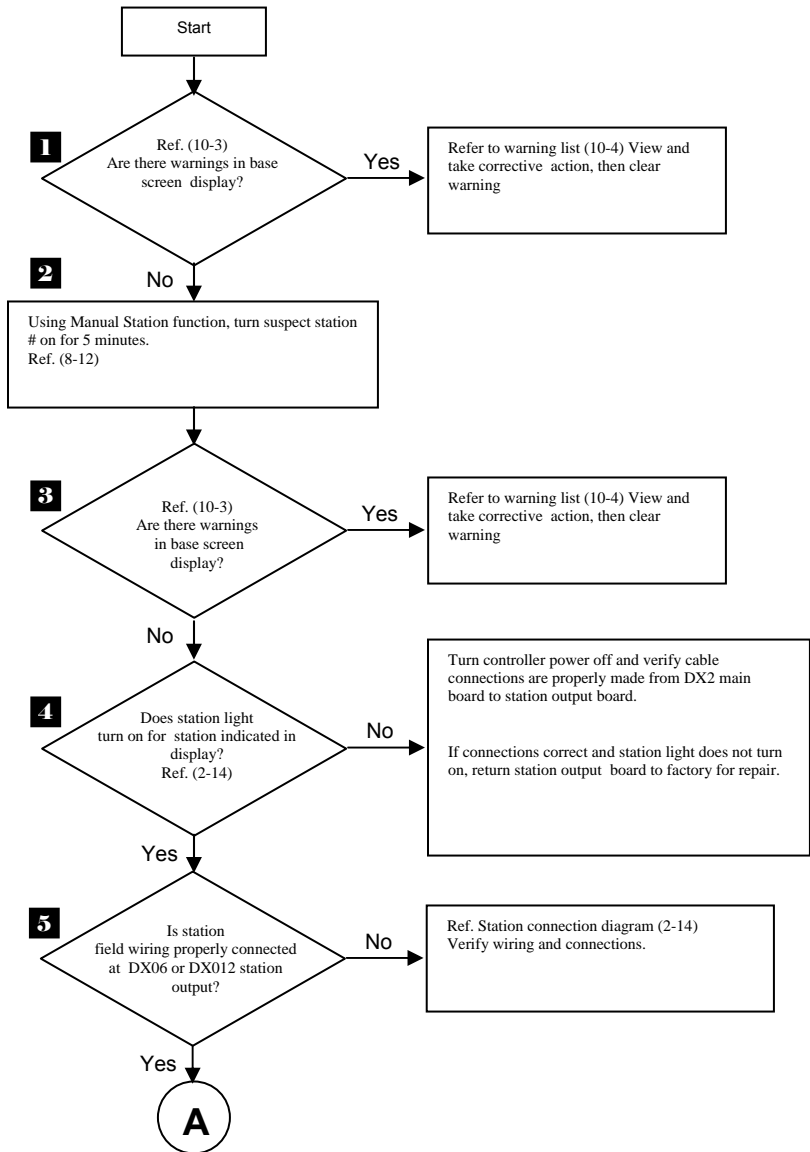 Start
1
Ref. (10-3)
Are there warnings in base
screen display?
Yes
Refer to warning list (10-4) View and
take corrective action, then clear
warning
No
2
Using Manual Station function, turn suspect station
# on for 5 minutes.
Ref. (8-12)
3
Ref. (10-3)
Are there warnings
in base screen
display?
Yes
Refer to warning list (10-4) View and
take corrective action, then clear
warning
No
4
Does station light
turn on for station indicated in
display?
Ref. (2-14)
No
Turn controller power off and verify cable
connections are properly made from DX2 main
board to station output board.
If connections correct and station light does not turn
on, return station output board to factory for repair.
Yes
5
Is station
field wiring properly connected
at DX06 or DX012 station
output?
No
Ref. Station connection diagram (2-14)
Verify wiring and connections.
Yes
A